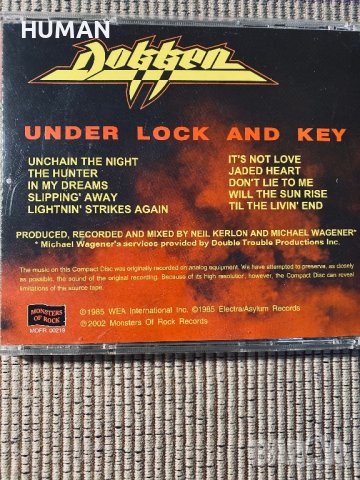 HUMAN
Dokken
UNDER LOCK AND KEY
UNCHAIN THE NIGHT
THE HUNTER
IN MY DREAMS
SLIPPING' AWAY
LIGHTNIN' STRIKES AGAIN
IT'S NOT LOVE
JADED HEART
DON'T LIE TO ME
WILL THE SUN RISE
TIL THE LIVIN' END
PRODUCED, RECORDED AND MIXED BY NEIL KERLON AND MICHAEL WAGENER*
* Michael Wagener's services provided by Double Trouble Productions Inc.
The music on this Compact Disc was originally recorded on analog equipment. We have attempted to preserve, as closely
as possible, the sound of the original recording. Because of its high resolution, however, the Compact Disc can reveal
limitations of the source tape.
MONSTERS
OF ROCK
MOFR 00219
℗1985 WEA International Inc. ©1985 Electra/Asylum Records
℗2002 Monsters Of Rock Records